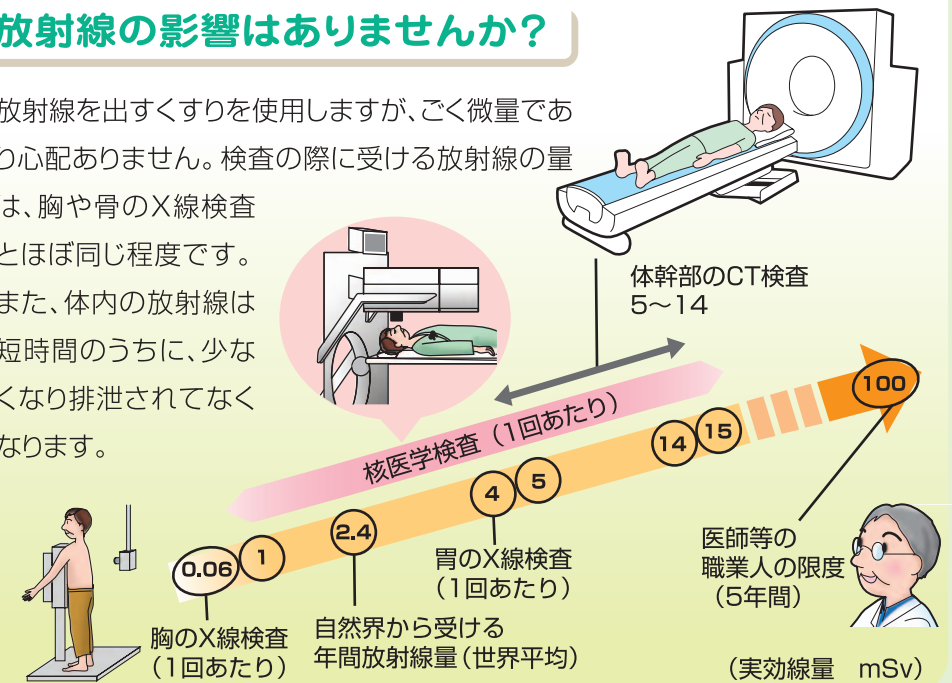 放射線の影響はありませんか？
放射線を出すくすりを使用しますが、ごく微量であ
り心配ありません。検査の際に受ける放射線の量
は、胸や骨のX線検査
とほぼ同じ程度です。
また、体内の放射線は
短時間のうちに、少な
くなり排泄されてなく
なります。
体幹部のCT検査
5〜14
核医学検査（1回あたり）
0.06
1
2.4
4
5
14
15
100
胸のX線検査
（1回あたり）
自然界から受ける
年間放射線量（世界平均）
胃のX線検査
（1回あたり）
医師等の
職業人の限度
（5年間）
（実効線量　mSv）